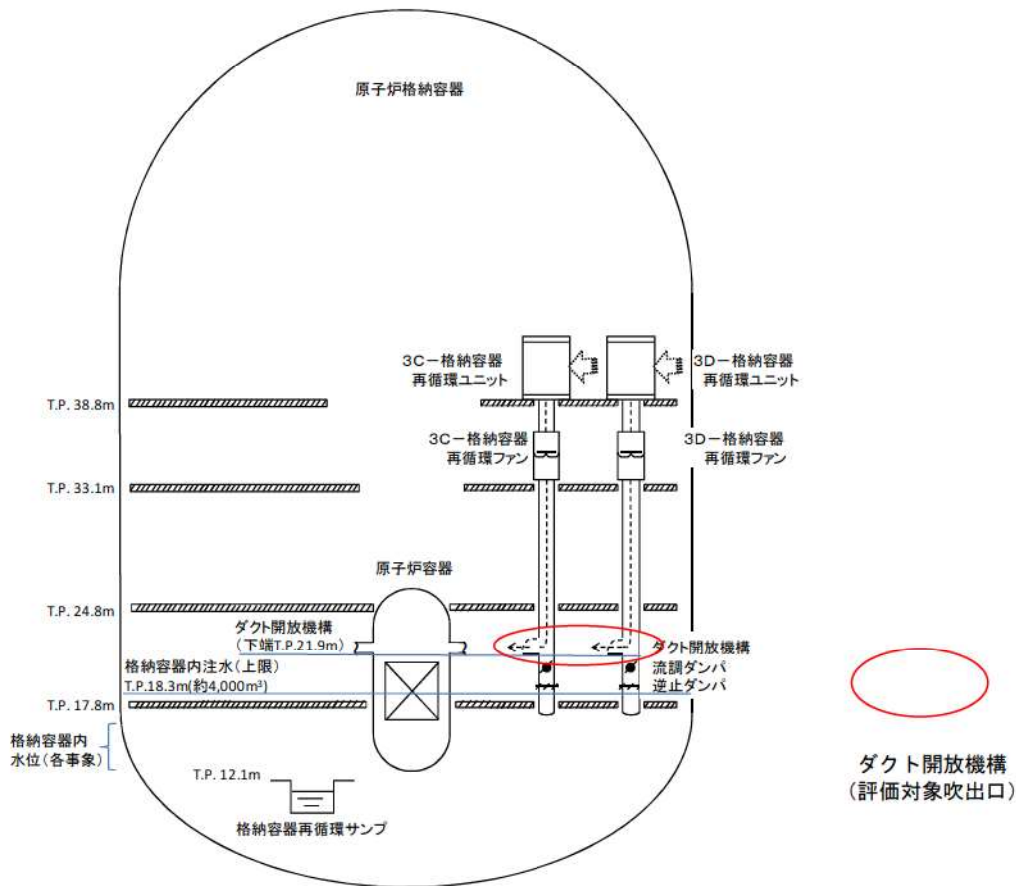 原子炉格納容器
3C-格納容器
再循環ユニット
3D-格納容器
再循環ユニット
T.P. 38.8m
3C-格納容器
再循環ファン
3D-格納容器
再循環ファン
T.P. 33.1m
原子炉容器
T.P. 24.8m
ダクト開放機構
(下端T.P.21.9m)
ダクト開放機構
流調ダンパ
逆止ダンパ
格納容器内注水(上限)
T.P.18.3m(約4,000m³)
T.P. 17.8m
格納容器内
水位(各事象)
T.P. 12.1m
格納容器再循環サンプ
ダクト開放機構
(評価対象吹出口)